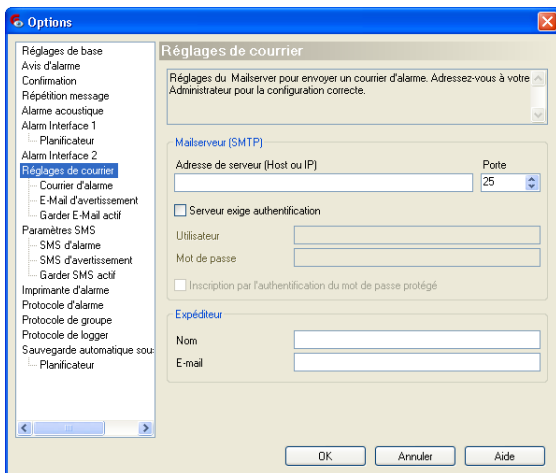 Options
Réglages de base
Avis d'alarme
Confirmation
Répétition message
Alarme acoustique
Alarm Interface 1
Planificateur
Alarm Interface 2
Réglages de courrier
Courrier d'alarme
E-Mail d'avertissement
Garder E-Mail actif
Paramètres SMS
SMS d'alarme
SMS d'avertissement
Garder SMS actif
Imprimante d'alarme
Protocole d'alarme
Protocole de groupe
Protocole de logger
Sauvegarde automatique sou
Planificateur
Réglages de courrier
Réglages du Mailserver pour envoyer un courrier d'alarme. Adressez-vous à votre
Administrateur pour la configuration correcte.
Mailserveur (SMTP)
Adresse de serveur (Host ou IP)
Porte
25
Serveur exige authentification
Utilisateur
Mot de passe
Inscription par l'authentification du mot de passe protégé
Expéditeur
Nom
E-mail
OK
Annuler
Aide